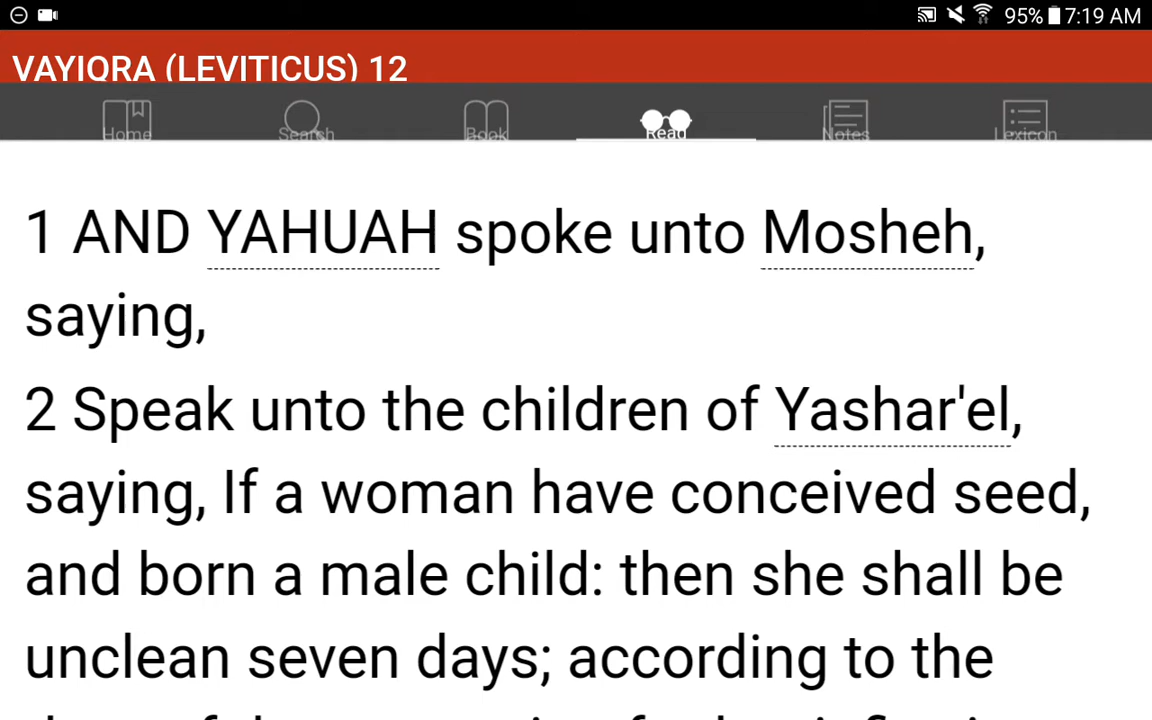 95% 7:19 AM
VAYIQRA (LEVITICUS) 12
Home Search Book Read Notes Lexicon
1 AND YAHUAH spoke unto Mosheh,
saying,
2 Speak unto the children of Yashar'el,
saying, If a woman have conceived seed,
and born a male child: then she shall be
unclean seven days; according to the